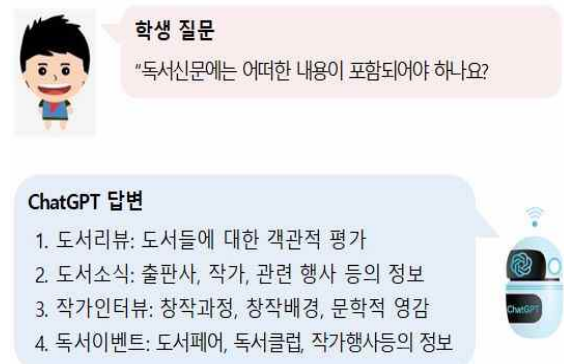 학생 질문
“독서신문에는 어떠한 내용이 포함되어야 하나요?
ChatGPT 답변
1. 도서리뷰: 도서들에 대한 객관적 평가
2. 도서소식: 출판사, 작가, 관련 행사 등의 정보
3. 작가인터뷰: 창작과정, 창작배경, 문학적 영감
4. 독서이벤트: 도서페어, 독서클럽, 작가행사등의 정보
ChatGPT